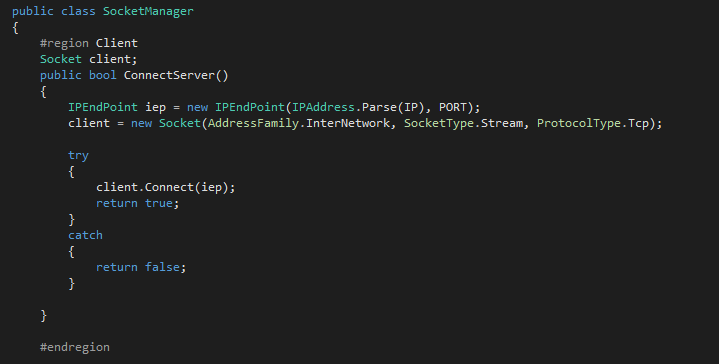 public class SocketManager
{
#region Client
Socket client;
public bool ConnectServer()
{
IPEndPoint iep = new IPEndPoint(IPAddress.Parse(IP), PORT);
client = new Socket(AddressFamily.InterNetwork, SocketType.Stream, ProtocolType.Tcp);
try
{
client.Connect(iep);
return true;
}
catch
{
return false;
}
}
#endregion